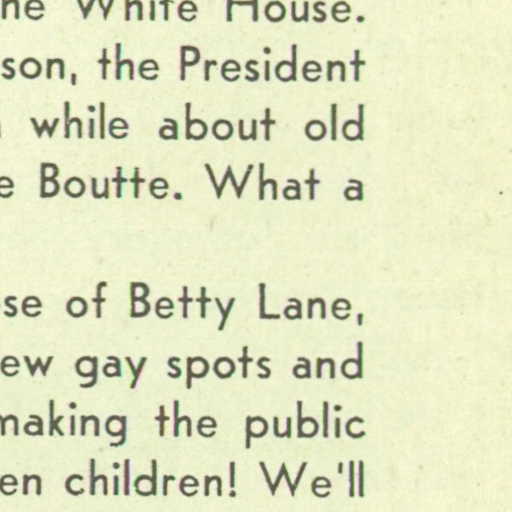 he White House.
son, the President
while about old
e Boutte. What a
se of Betty Lane,
ew gay spots and
making the public
en children! We'll